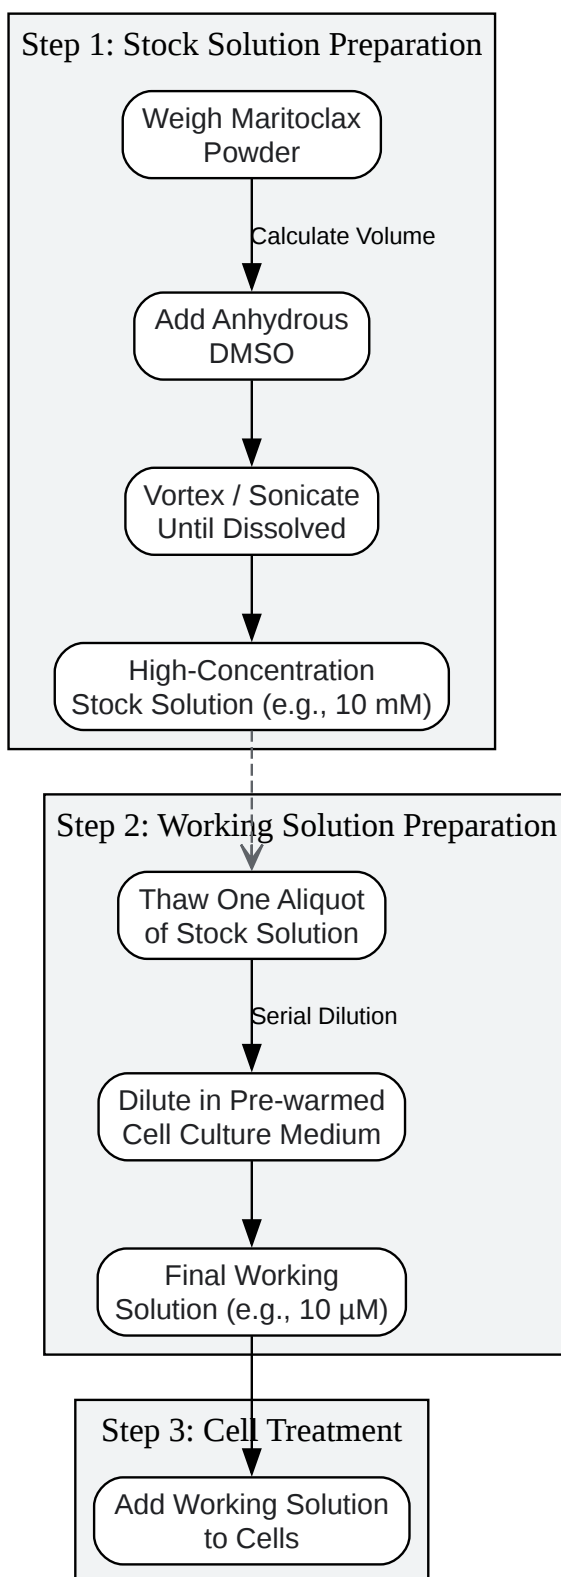 Step 1: Stock Solution Preparation
Weigh Maritoclax
Powder
Calculate Volume
Add Anhydrous
DMSO
Vortex / Sonicate
Until Dissolved
High-Concentration
Stock Solution (e.g., 10 mM)
Step 2: Working Solution Preparation
Thaw One Aliquot
of Stock Solution
Serial Dilution
Dilute in Pre-warmed
Cell Culture Medium
Final Working
Solution (e.g., 10 µM)
Step 3: Cell Treatment
Add Working Solution
to Cells